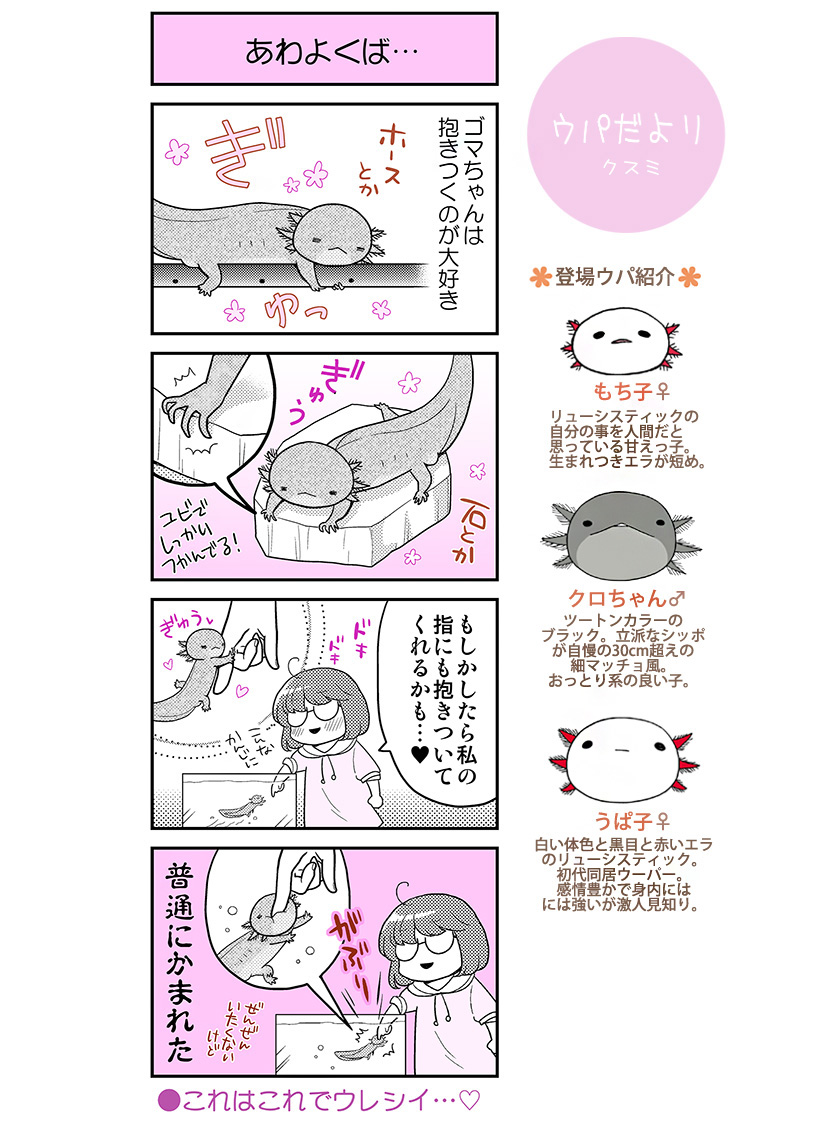 あわよくば…
ゴマちゃんは
抱きつくのが大好き
ホース
とか
ぎ
ゅっ
ぎ
うゅ
石とか
ユビで
しっかい
つかんでる!
もしかしたら私の
指にも抱きついて
くれるかも…♥
ドキ
ドキ
ぎゅう♥
こんな
かんじに
がぶり
普通にかまれた
ぜんぜん
いたくない
けど
●これはこれでウレシイ…♡
ウパだより
クスミ
登場ウパ紹介
もち子♀
リューシスティックの
自分の事を人間だと
思っている甘えっ子。
生まれつきエラが短め。
クロちゃん♂
ツートンカラーの
ブラック。立派なシッポ
が自慢の30cm超えの
細マッチョ風。
おっとり系の良い子。
うぱ子♀
白い体色と黒目と赤いエラ
のリューシスティック。
初代同居ウーパー。
感情豊かで身内には
には強いが激人見知り。